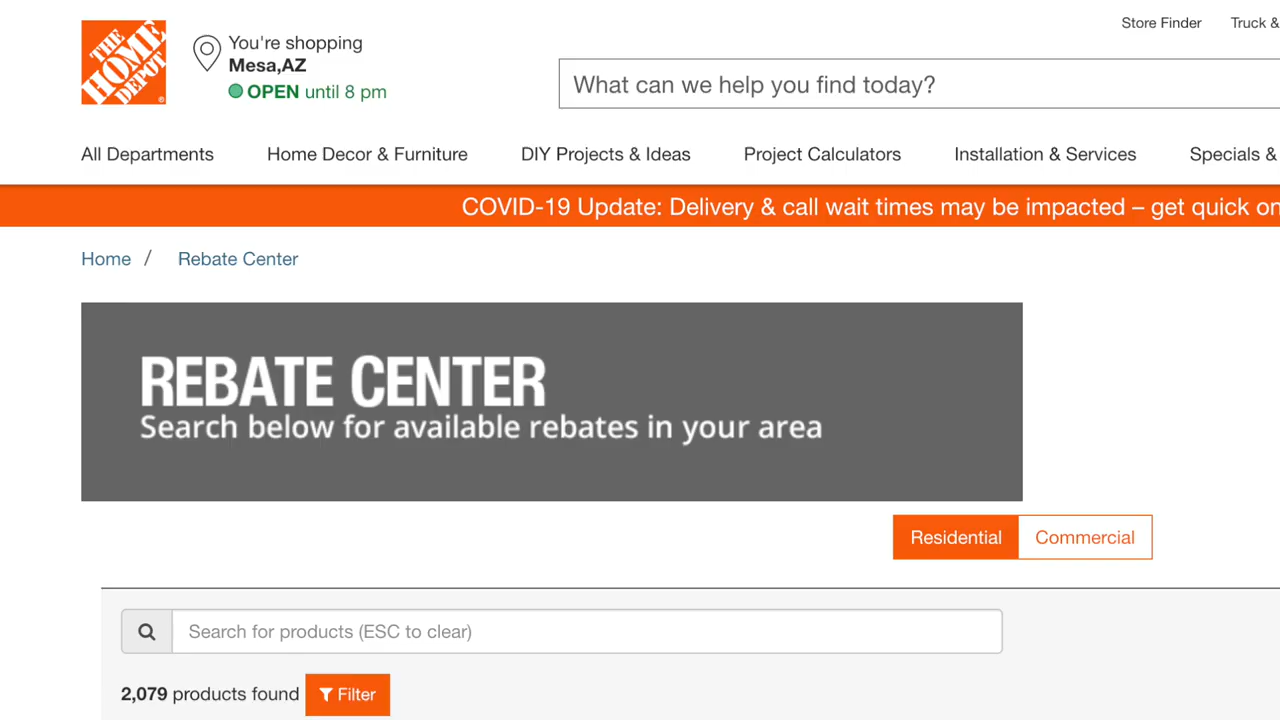 Store Finder Truck &
THE HOME DEPOT
You're shopping
Mesa,AZ
OPEN until 8 pm
What can we help you find today?
All Departments Home Decor & Furniture DIY Projects & Ideas Project Calculators Installation & Services Specials &
COVID-19 Update: Delivery & call wait times may be impacted – get quick on
Home / Rebate Center
REBATE CENTER
Search below for available rebates in your area
Residential Commercial
Search for products (ESC to clear)
2,079 products found Filter